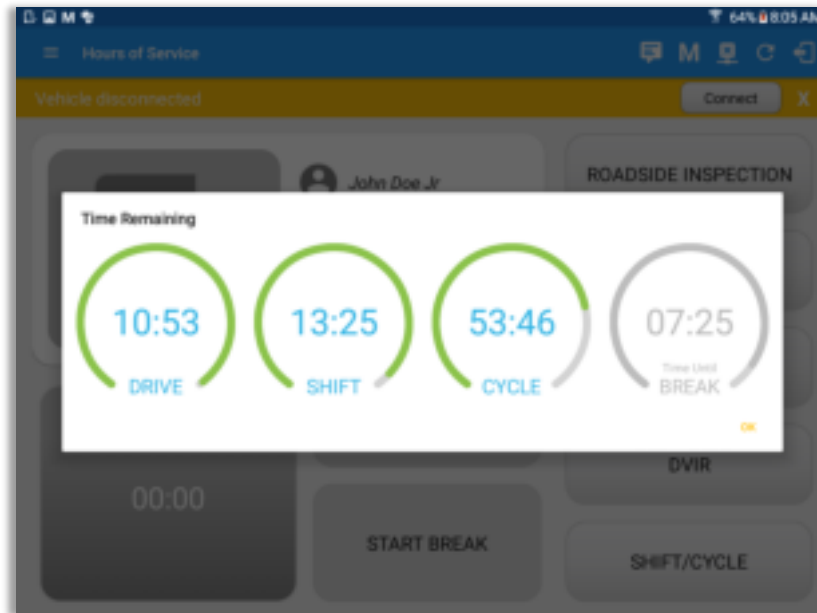 M 64% 8:05 AM
Hours of Service M
Vehicle disconnected Connect X
John Doe Jr
ROADSIDE INSPECTION
Time Remaining
10:53 13:25 53:46 07:25
Time Until
DRIVE SHIFT CYCLE BREAK
OK
DVIR
00:00
START BREAK
SHIFT/CYCLE